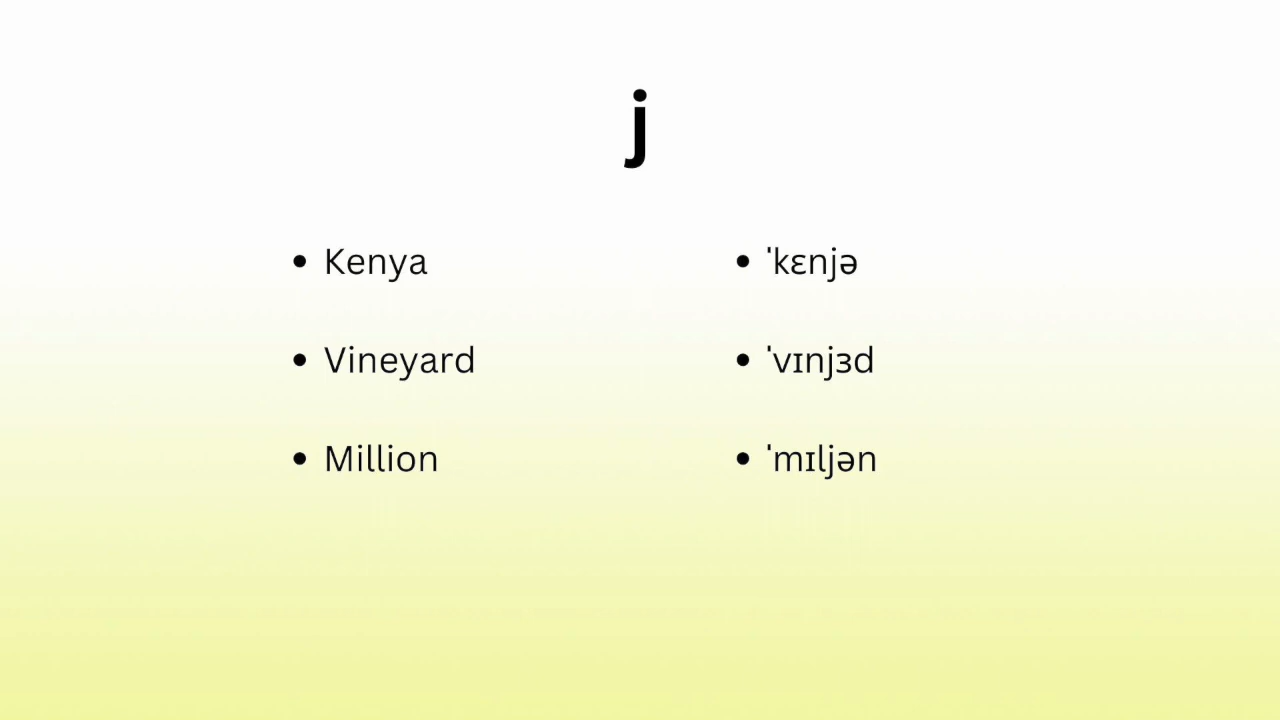 j
• Kenya
• ˈkɛnjə
• Vineyard
• ˈvɪnjɜd
• Million
• ˈmɪljən